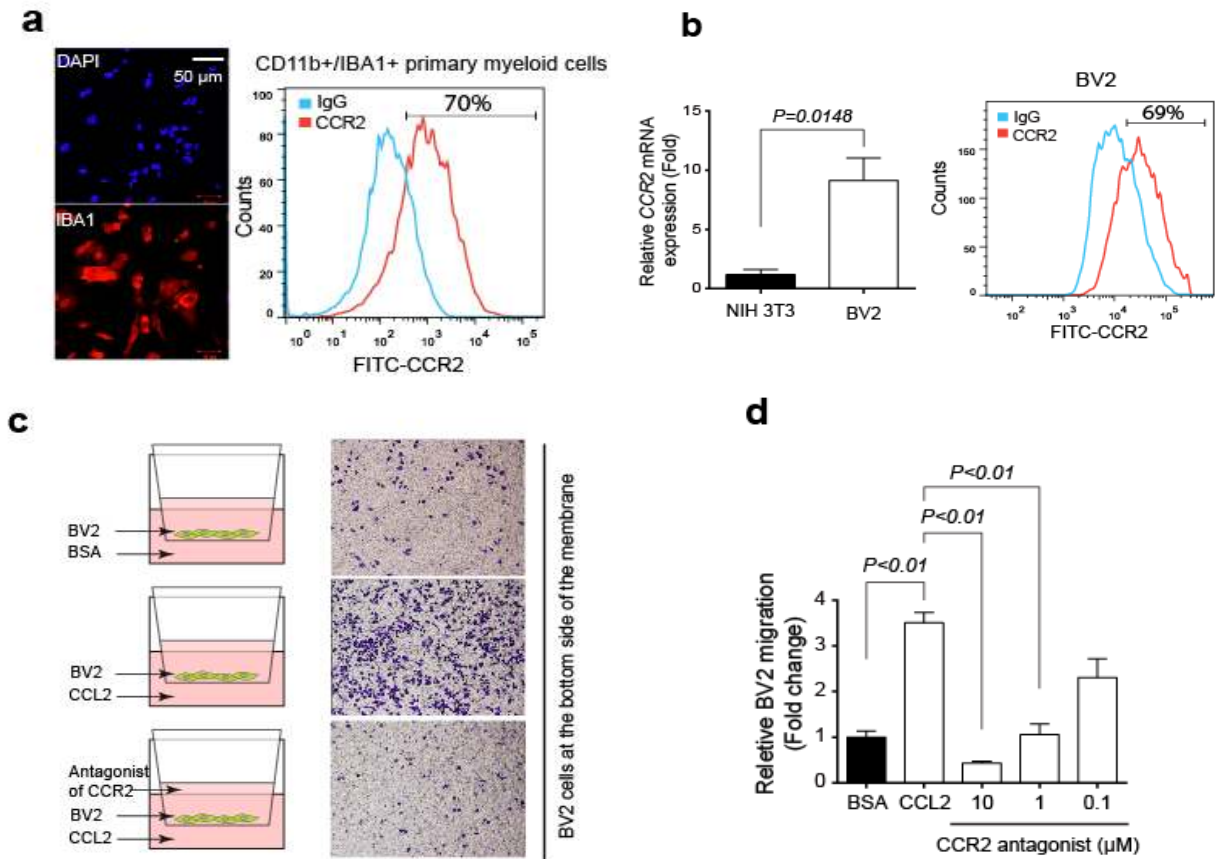 a
DAPI
50 µm
IBA1
CD11b+/IBA1+ primary myeloid cells
IgG
CCR2
70%
100
80
60
40
20
0
Counts
10^0 10^1 10^2 10^3 10^4 10^5
FITC-CCR2
b
Relative CCR2 mRNA
expression (Fold)
15
10
5
0
P=0.0148
NIH 3T3
BV2
BV2
IgG
CCR2
69%
150
100
50
0
Counts
10^2 10^3 10^4 10^5
FITC-CCR2
c
BV2
BSA
BV2
CCL2
Antagonist
of CCR2
BV2
CCL2
BV2 cells at the bottom side of the membrane
d
P<0.01
P<0.01
P<0.01
Reletive BV2 migration
(Fold change)
4
3
2
1
0
BSA CCL2 10 1 0.1
CCR2 antagonist (µM)